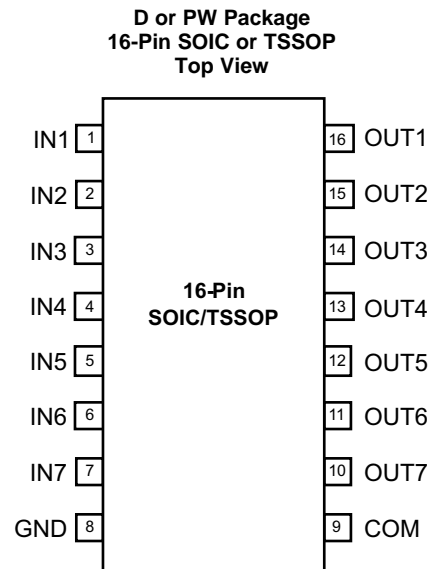 D or PW Package
16-Pin SOIC or TSSOP
Top View
IN1 1 16 OUT1
IN2 2 15 OUT2
IN3 3 14 OUT3
IN4 4 13 OUT4
16-Pin
SOIC/TSSOP
IN5 5 12 OUT5
IN6 6 11 OUT6
IN7 7 10 OUT7
GND 8 9 COM